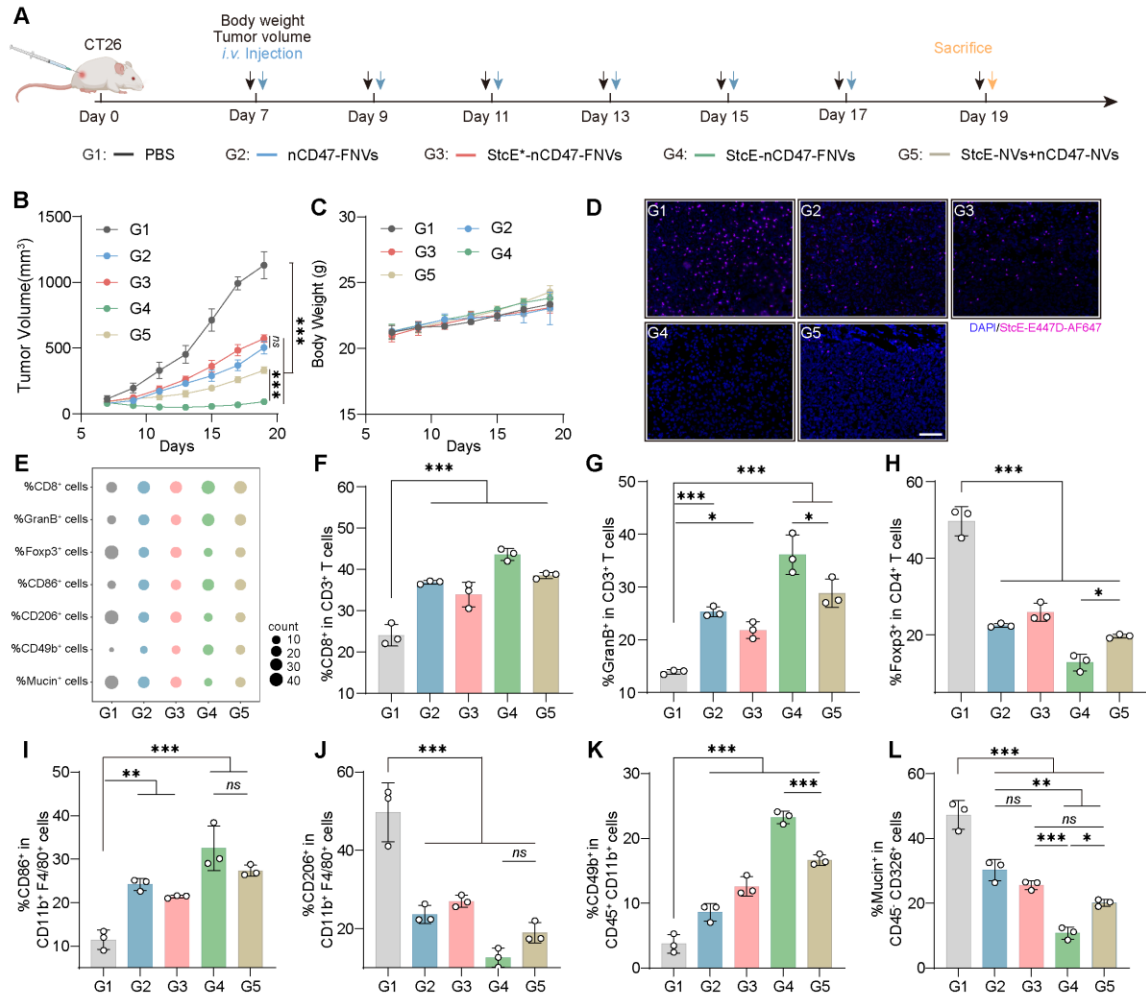 A
CT26
Body weight
Tumor volume
i.v. Injection
Sacrifice
Day 0
Day 7
Day 9
Day 11
Day 13
Day 15
Day 17
Day 19
G1: PBS
G2: nCD47-FNVs
G3: StcE*-nCD47-FNVs
G4: StcE-nCD47-FNVs
G5: StcE-NVs+nCD47-NVs
B
Tumor Volume(mm³)
1500
1000
500
0
5 10 15 20
Days
G1
G2
G3
G4
G5
ns
***
***
C
Body Weight (g)
30
25
20
15
5 10 15 20
Days
G1 G2
G3 G4
G5
D
G1
G2
G3
G4
G5
DAPI/StcE-E447D-AF647
E
%CD8⁺ cells
%GranB⁺ cells
%Foxp3⁺ cells
%CD86⁺ cells
%CD206⁺ cells
%CD49b⁺ cells
%Mucin⁺ cells
G1 G2 G3 G4 G5
count
10
20
30
40
F
%CD8⁺ in CD3⁺ T cells
60
50
40
30
20
10
***
G1 G2 G3 G4 G5
G
%GranB⁺ in CD3⁺ T cells
50
40
30
20
10
***
***
*
*
G1 G2 G3 G4 G5
H
%Foxp3⁺ in CD4⁺ T cells
60
40
20
0
***
*
G1 G2 G3 G4 G5
I
%CD86⁺ in
CD11b⁺ F4/80⁺ cells
50
40
30
20
10
***
**
ns
G1 G2 G3 G4 G5
J
%CD206⁺ in
CD11b⁺ F4/80⁺ cells
60
40
20
***
ns
G1 G2 G3 G4 G5
K
%CD49b⁺ in
CD45⁺ CD11b⁺ cells
30
20
10
0
***
***
G1 G2 G3 G4 G5
L
%Mucin⁺ in
CD45⁻ CD326⁺ cells
60
40
20
0
***
**
ns
ns
***
*
G1 G2 G3 G4 G5